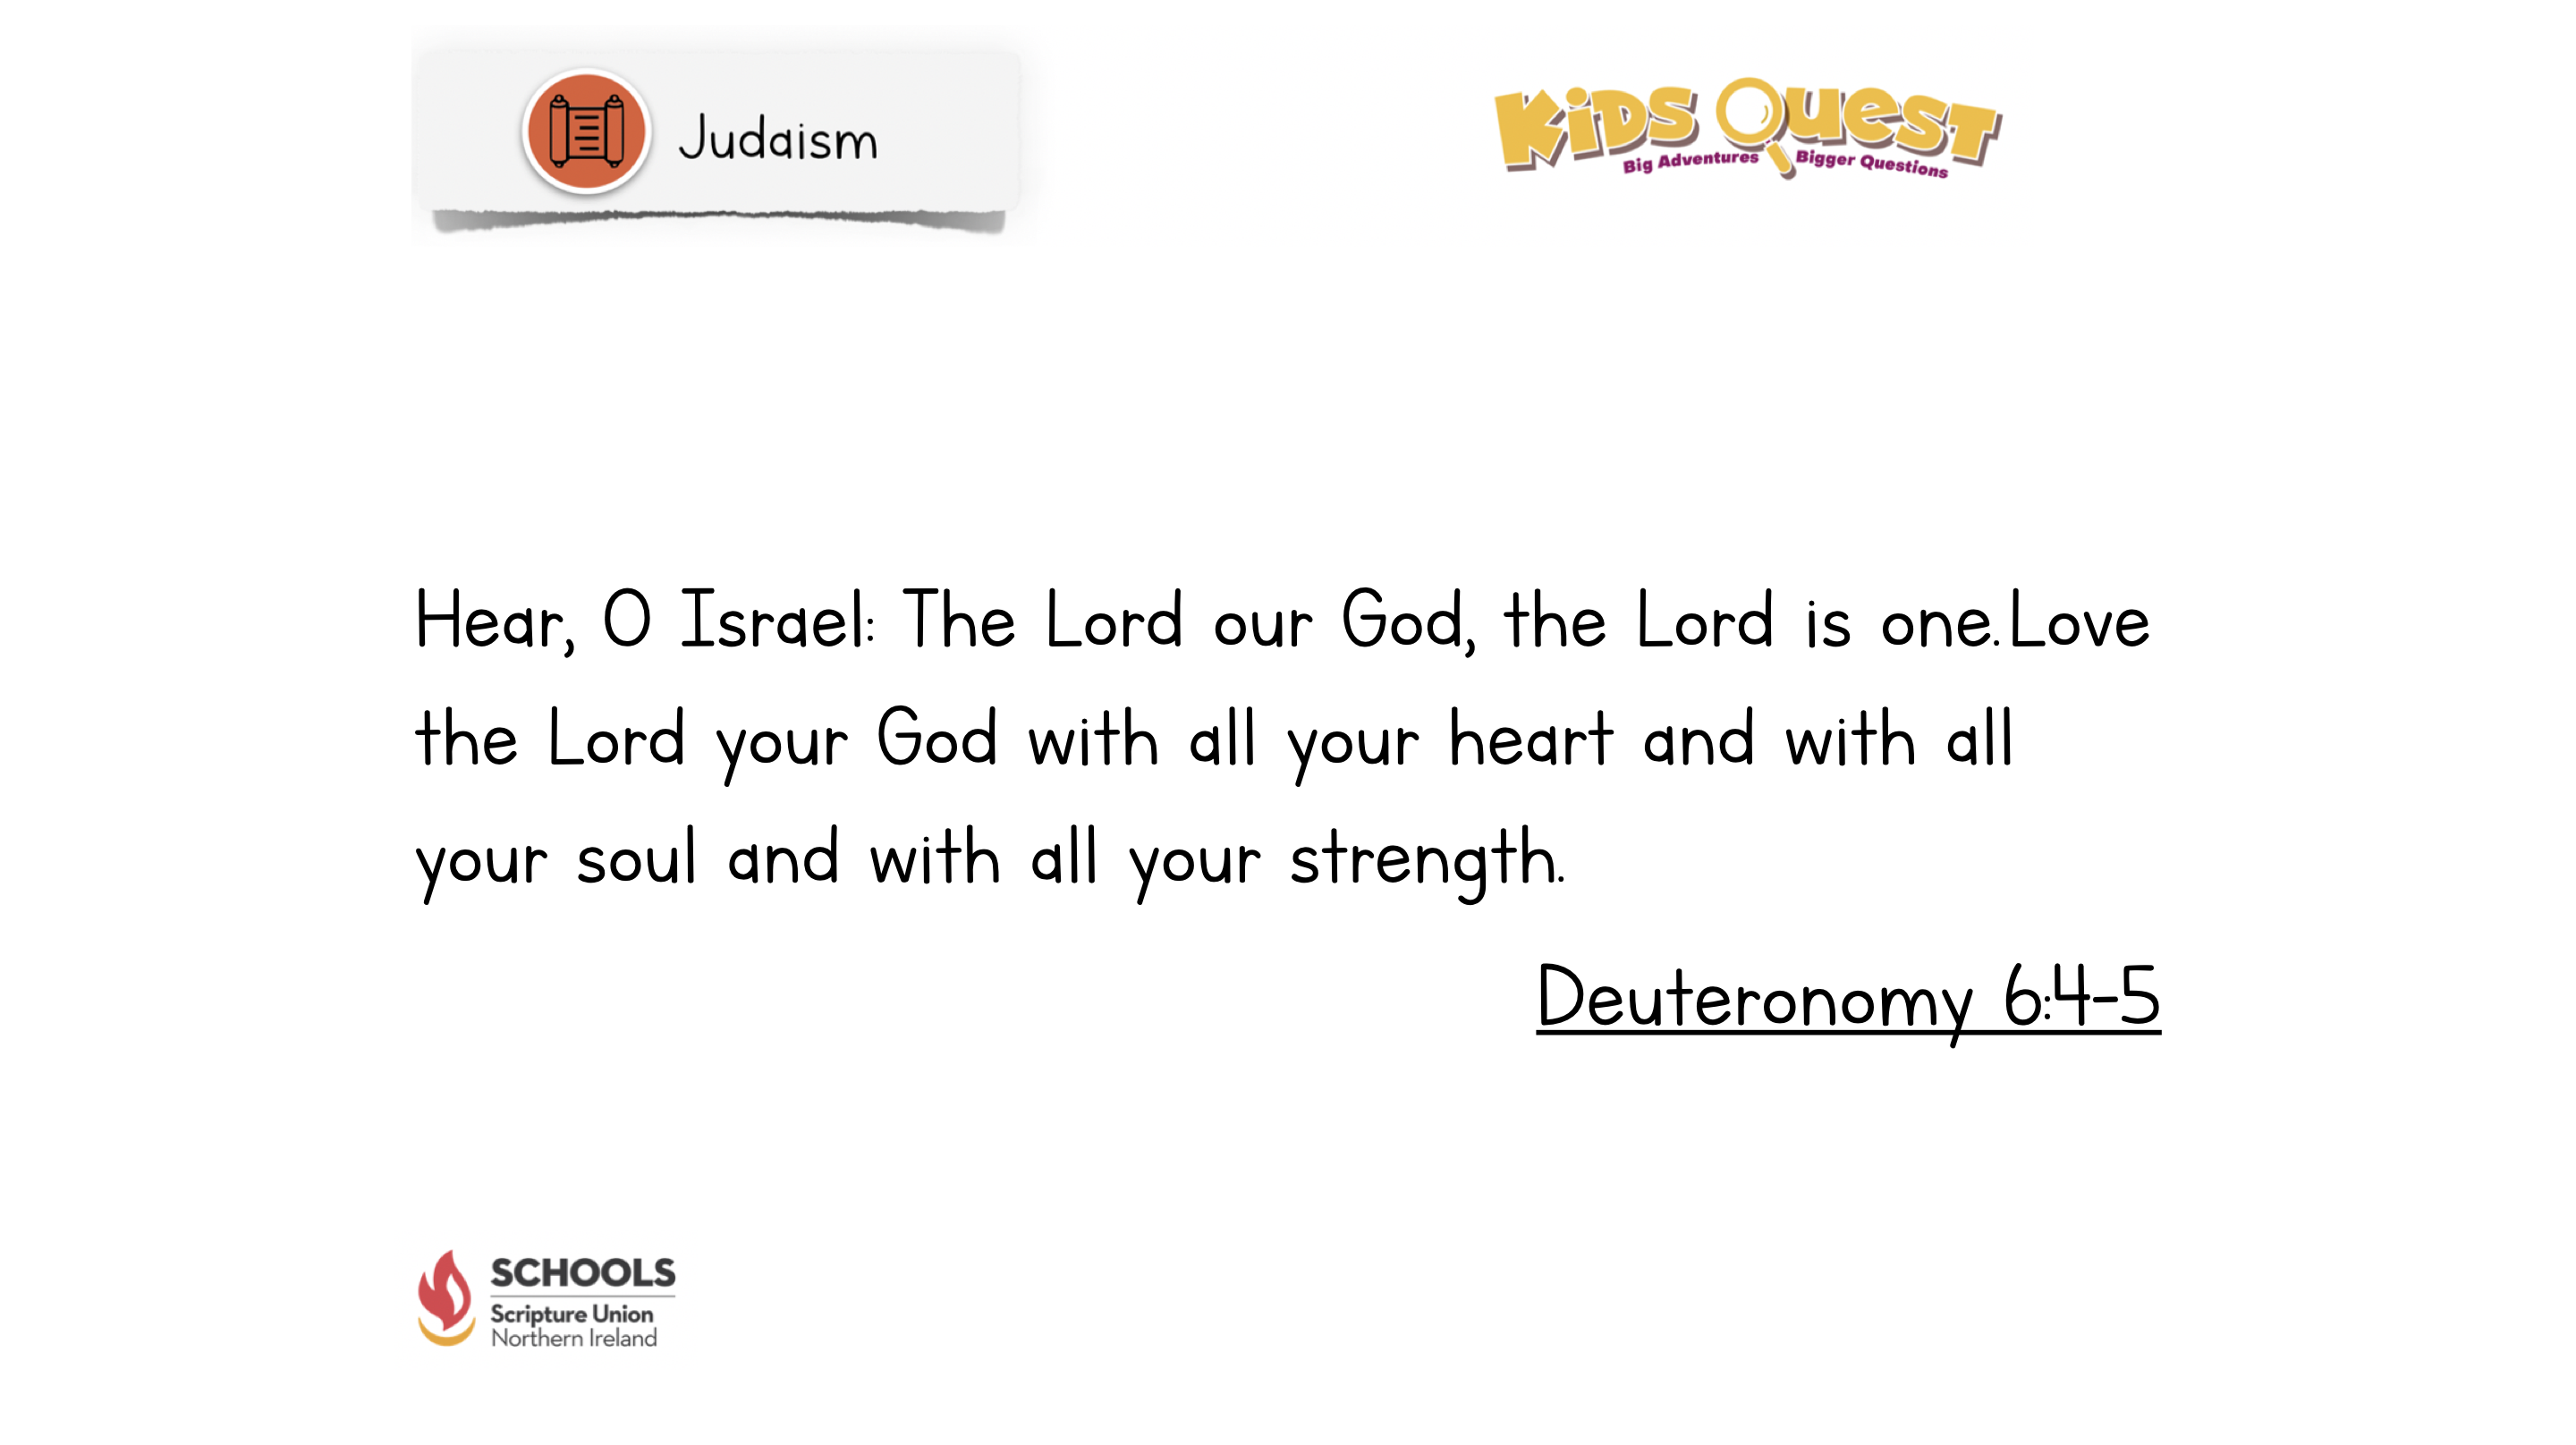 Judaism
KiDS QUEST
Big Adventures Bigger Questions
Hear, O Israel: The Lord our God, the Lord is one.Love
the Lord your God with all your heart and with all
your soul and with all your strength.
Deuteronomy 6:4-5
SCHOOLS
Scripture Union
Northern Ireland